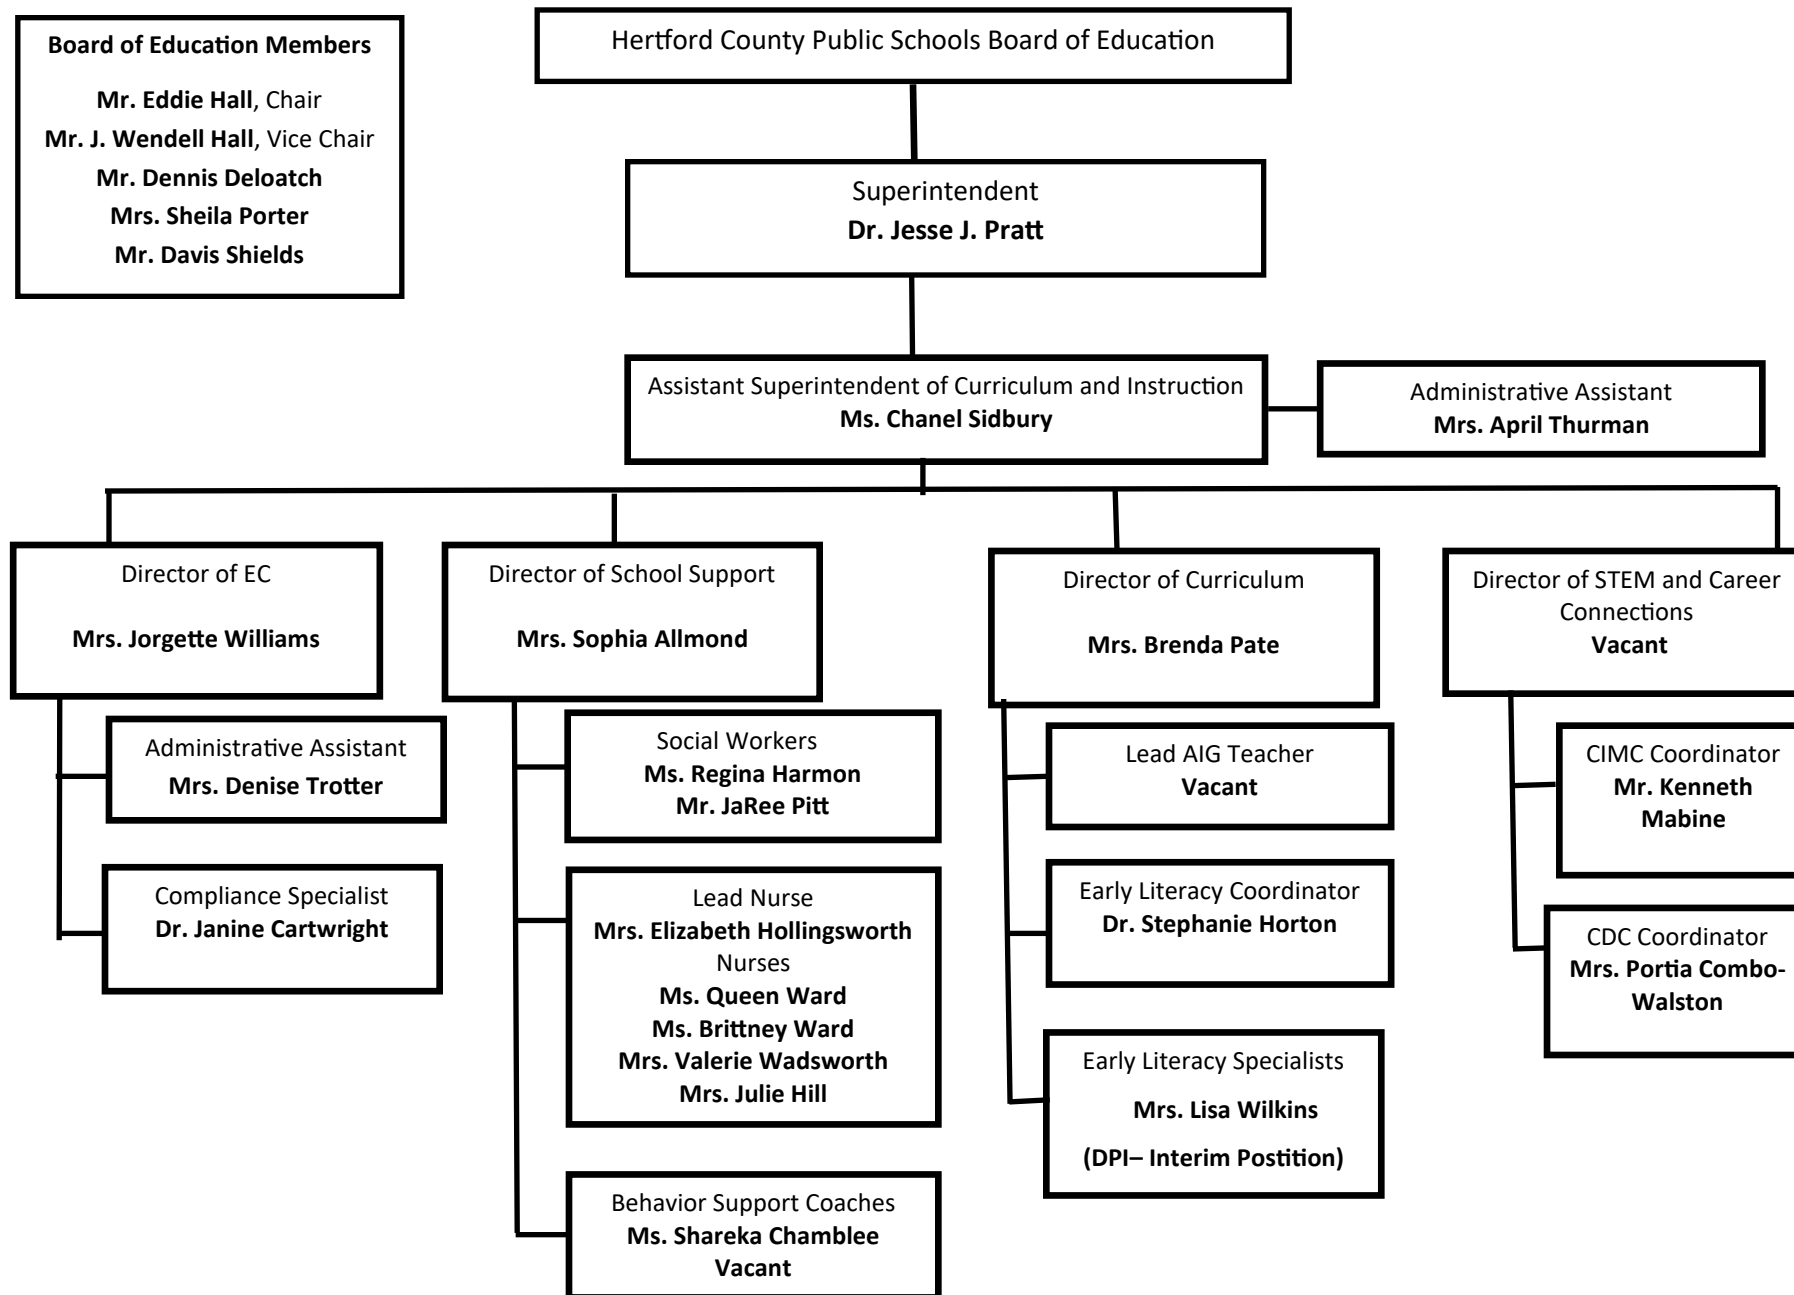 Board of Education Members
Mr. Eddie Hall, Chair
Mr. J. Wendell Hall, Vice Chair
Mr. Dennis Deloatch
Mrs. Sheila Porter
Mr. Davis Shields
Hertford County Public Schools Board of Education
Superintendent
Dr. Jesse J. Pratt
Assistant Superintendent of Curriculum and Instruction
Ms. Chanel Sidbury
Administrative Assistant
Mrs. April Thurman
Director of EC
Mrs. Jorgette Williams
Administrative Assistant
Mrs. Denise Trotter
Compliance Specialist
Dr. Janine Cartwright
Director of School Support
Mrs. Sophia Allmond
Social Workers
Ms. Regina Harmon
Mr. JaRee Pitt
Lead Nurse
Mrs. Elizabeth Hollingsworth
Nurses
Ms. Queen Ward
Ms. Brittney Ward
Mrs. Valerie Wadsworth
Mrs. Julie Hill
Behavior Support Coaches
Ms. Shareka Chamblee
Vacant
Director of Curriculum
Mrs. Brenda Pate
Lead AIG Teacher
Vacant
Early Literacy Coordinator
Dr. Stephanie Horton
Early Literacy Specialists
Mrs. Lisa Wilkins
(DPI– Interim Postition)
Director of STEM and Career
Connections
Vacant
CIMC Coordinator
Mr. Kenneth
Mabine
CDC Coordinator
Mrs. Portia Combo-
Walston